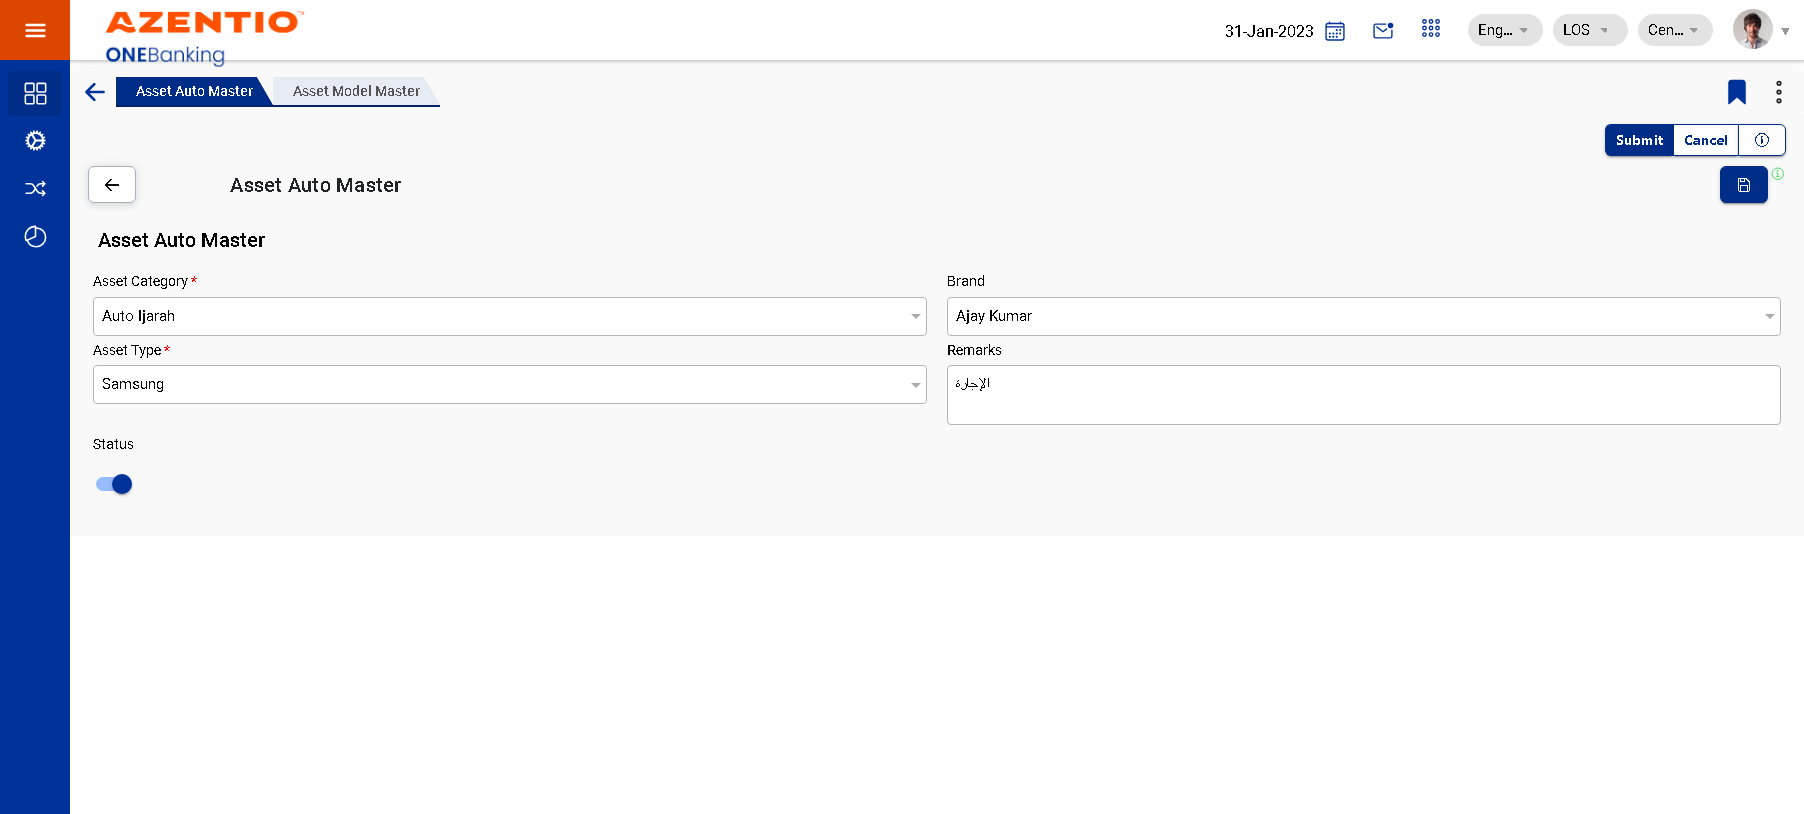 AZENTIO™
ONEBanking
31-Jan-2023
Eng...
LOS
Cen...
Asset Auto Master
Asset Model Master
Submit
Cancel
Asset Auto Master
Asset Auto Master
Asset Category *
Brand
Auto Ijarah
Ajay Kumar
Asset Type *
Remarks
Samsung
الإجارة
Status